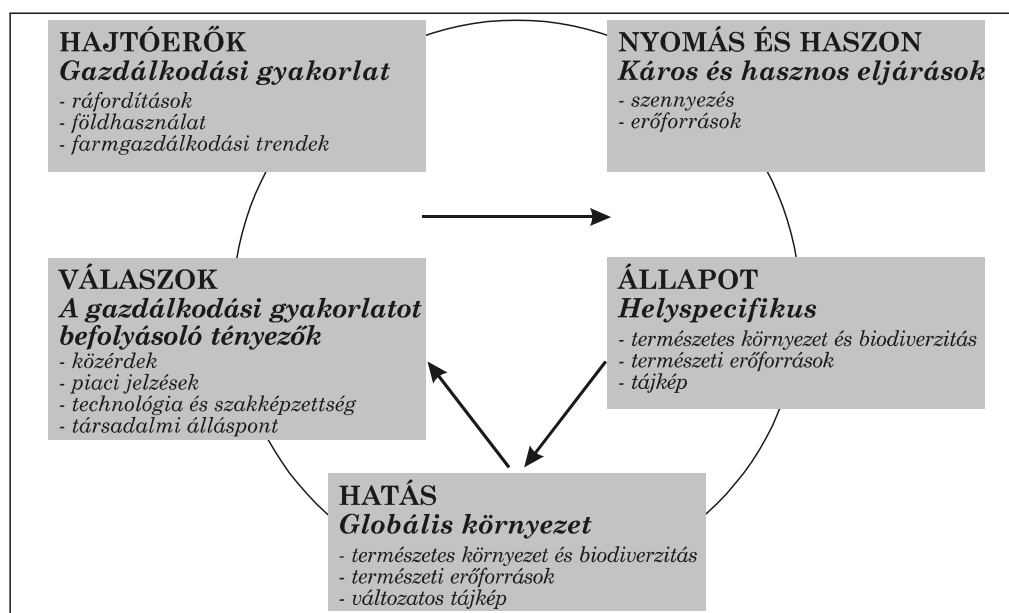 HAJTÓERŐK
Gazdálkodási gyakorlat
- ráfordítások
- földhasználat
- farmgazdálkodási trendek
NYOMÁS ÉS HASZON
Káros és hasznos eljárások
- szennyezés
- erőforrások
VÁLASZOK
A gazdálkodási gyakorlatot
befolyásoló tényezők
- közérdek
- piaci jelzések
- technológia és szakképzettség
- társadalmi álláspont
ÁLLAPOT
Helyspecifikus
- természetes környezet és biodiverzitás
- természeti erőforrások
- tájkép
HATÁS
Globális környezet
- természetes környezet és biodiverzitás
- természeti erőforrások
- változatos tájkép